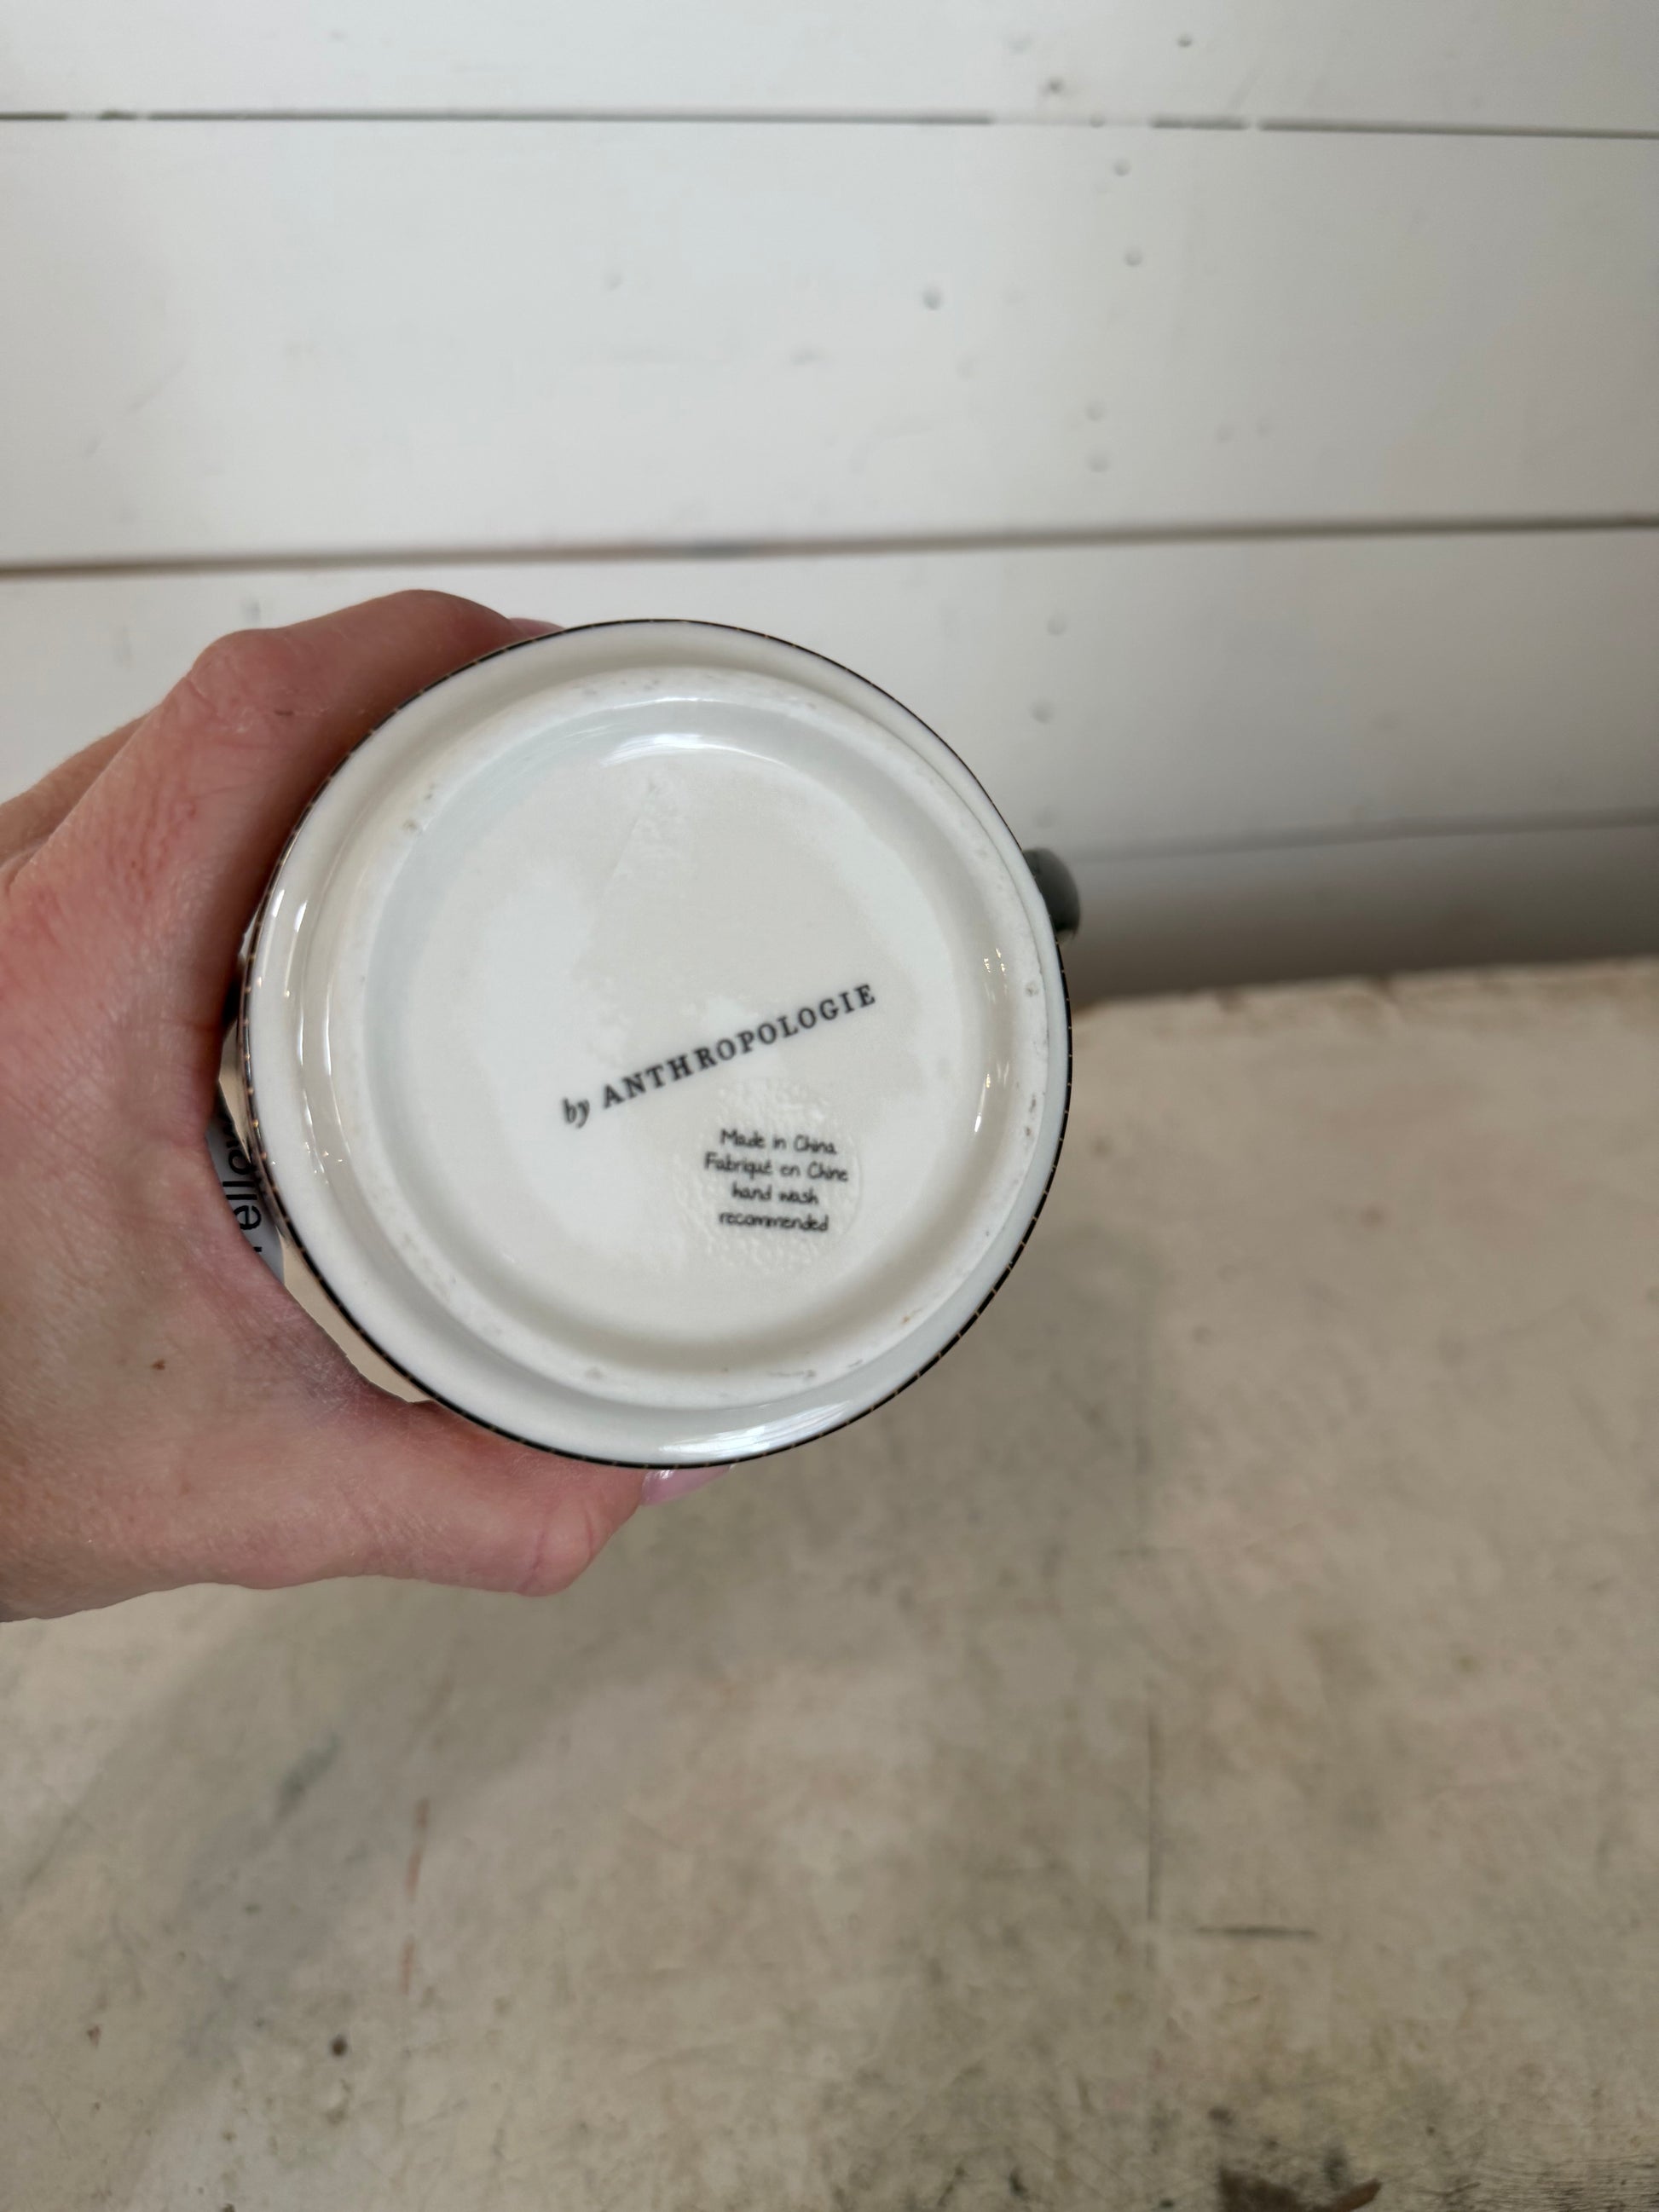 by ANTHROPOLOGIE
Made in China
Fabriqué en Chine
hand wash
recommended